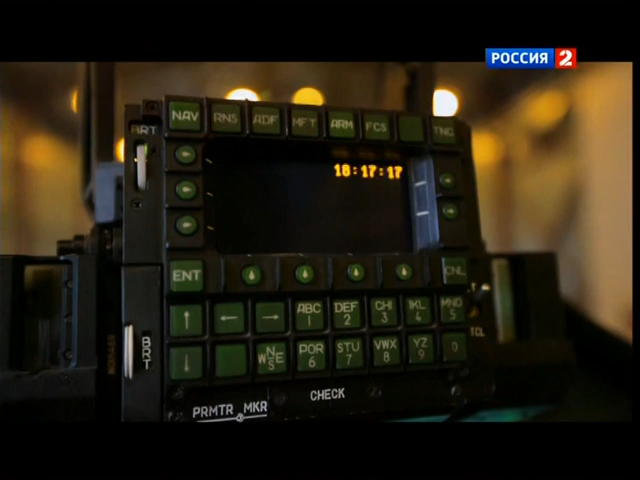 РОССИЯ 2
NAV RNS ADF MFT ARM FCS TNG
BRT
18:17:17
ENT CNL
↑ ← → ABC 1 DEF 2 GHI 3 JKL 4 MNO 5
↓ N W E S PQR 6 STU 7 VWX 8 YZ 9 0
BRT
CHECK
PRMTR MKR